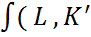 ∫( L , K′